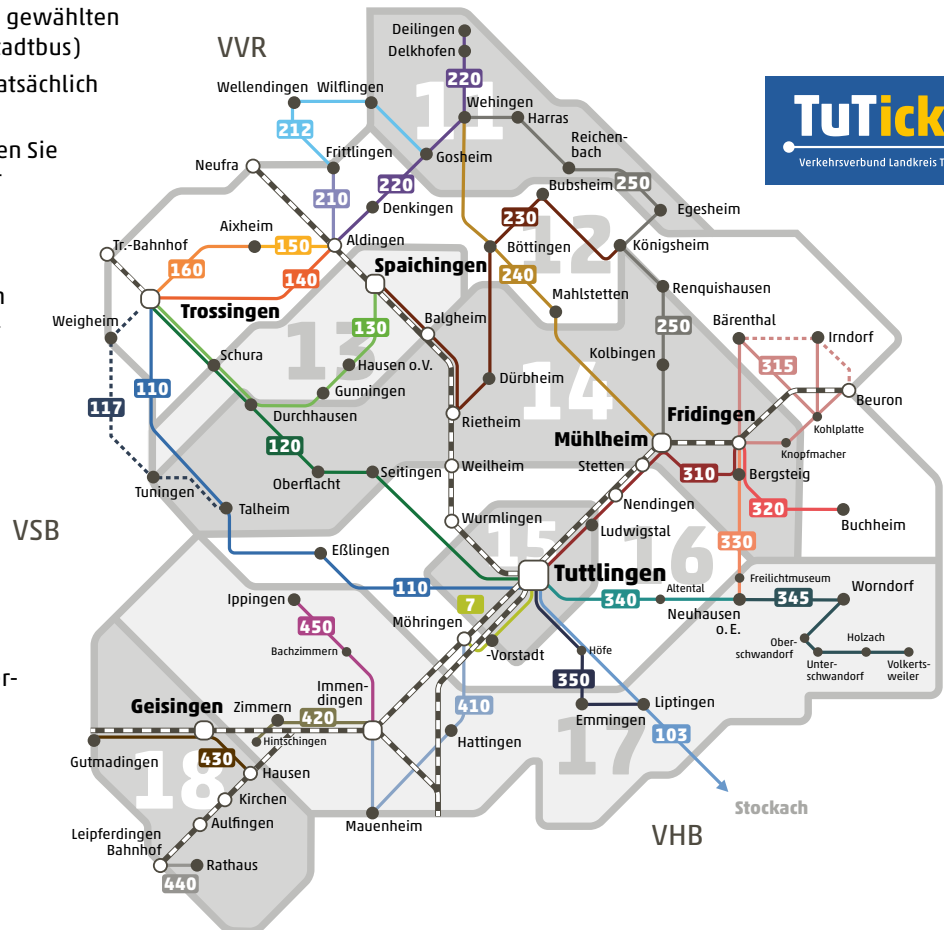 gewählten
tadtbus)
atsächlich
en Sie
VVR
Deilingen
Delkhofen
220
11
Wellendingen
Wilflingen
Wehingen
Harras
212
Reichen-
bach
TuTick
Verkehrsverbund Landkreis T
Neufra
Frittlingen
Gosheim
220
210
250
Bubsheim
Denkingen
Egesheim
230
12
Aixheim
Tr.-Bahnhof
150
Aldingen
Böttingen
Königsheim
160
140
Spaichingen
240
Renquishausen
Mahlstetten
Trossingen
Weigheim
130
Balgheim
250
Bärenthal
Irndorf
13
Schura
Hausen o.V.
Kolbingen
315
110
Gunningen
Dürbheim
14
Beuron
117
Durchhausen
Rietheim
Fridingen
Kohlplatte
120
Mühlheim
Knopfmacher
Stetten
Weilheim
310
Bergsteig
Tuningen
Oberflacht
Seitingen
Nendingen
320
Talheim
Wurmlingen
Ludwigstal
Buchheim
VSB
15
16
330
Eßlingen
Tuttlingen
Freilichtmuseum
110
Altental
Worndorf
7
340
345
Ippingen
Möhringen
Neuhausen
o.E.
450
Ober-
schwandorf
Holzach
Bachzimmern
-Vorstadt
Höfe
Unter-
schwandorf
Volkerts-
weiler
350
Immen-
dingen
Geisingen
Zimmern
410
Liptingen
420
Emmingen
103
Hintschingen
Hattingen
17
Gutmadingen
430
Hausen
18
Kirchen
Stockach
Aulfingen
Mauenheim
VHB
Leipferdingen
Bahnhof
Rathaus
440
er-